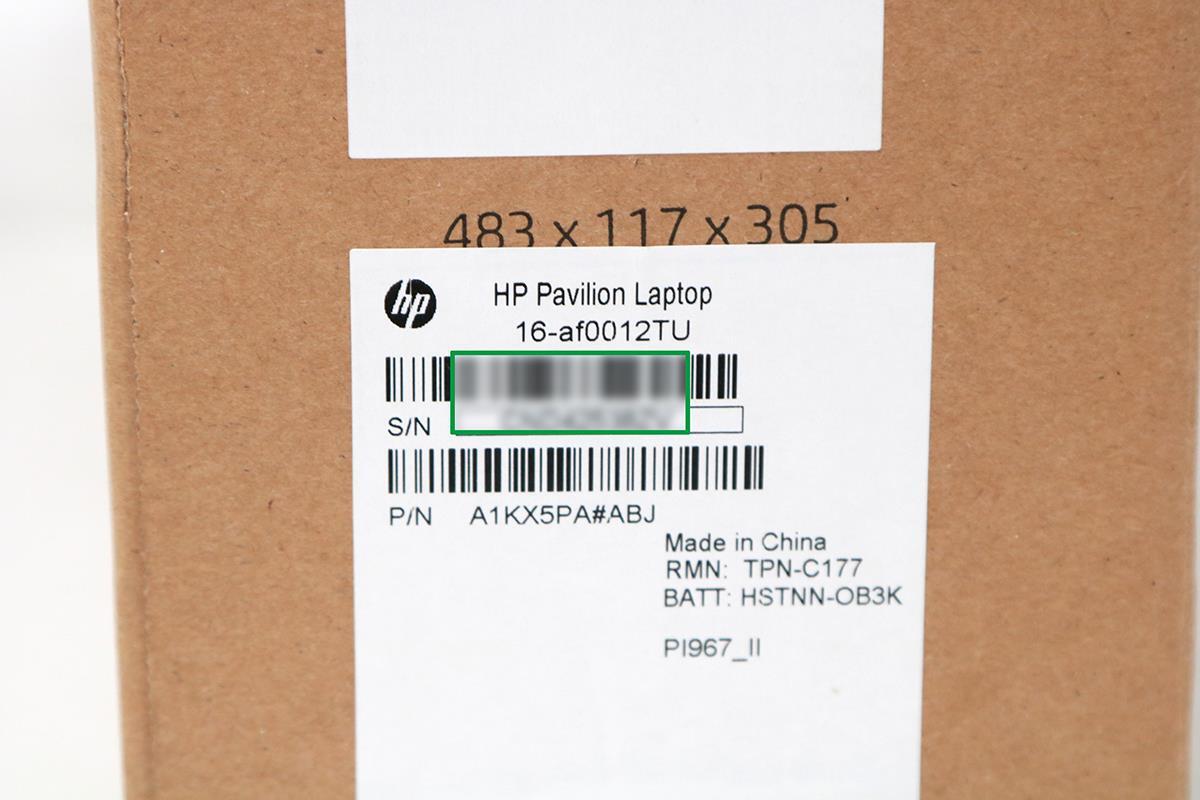 483 x 117 x 305
hp
HP Pavilion Laptop
16-af0012TU
S/N
P/N A1KX5PA#ABJ
Made in China
RMN: TPN-C177
BATT: HSTNN-OB3K
PI967_II